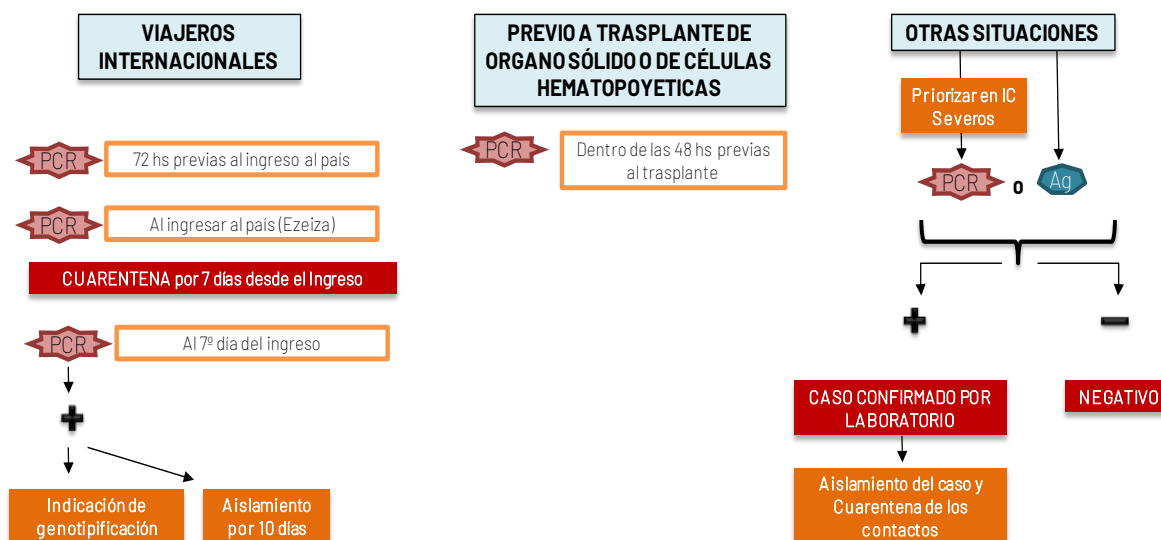 VIAJEROS
INTERNACIONALES
PCR
72 hs previas al ingreso al país
PCR
Al ingresar al país (Ezeiza)
CUARENTENA por 7 días desde el Ingreso
PCR
Al 7º día del ingreso
Indicación de
genotipificación
Aislamiento
por 10 días
PREVIO A TRASPLANTE DE
ORGANO SÓLIDO O DE CÉLULAS
HEMATOPOYETICAS
PCR
Dentro de las 48 hs previas
al trasplante
OTRAS SITUACIONES
Priorizar en IC
Severos
PCR o Ag
+ −
CASO CONFIRMADO POR
LABORATORIO
NEGATIVO
Aislamiento del caso y
Cuarentena de los
contactos